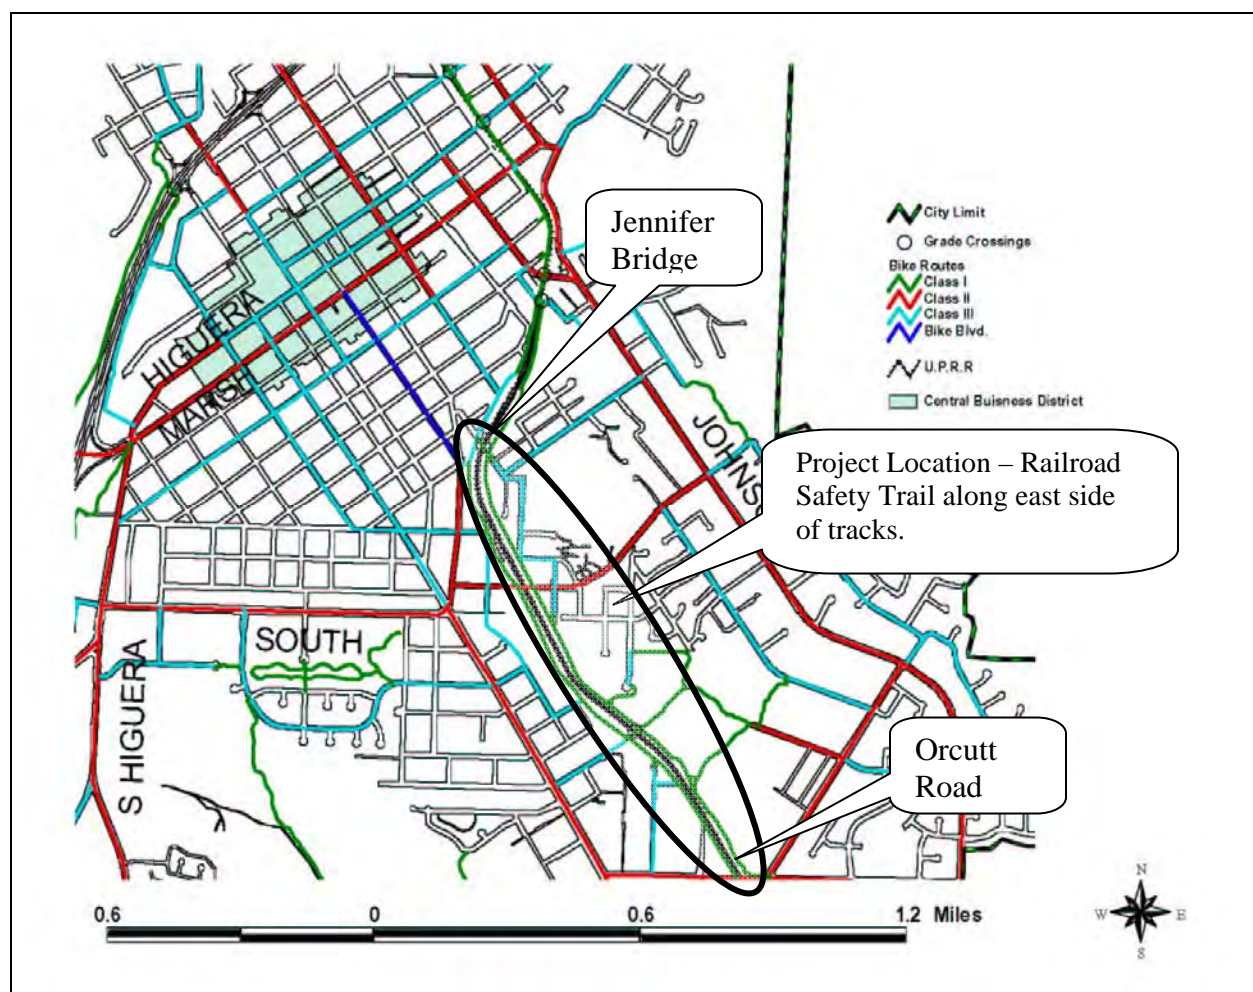 Jennifer
Bridge
City Limit
Grade Crossings
Bike Routes
Class I
Class II
Class III
Bike Blvd.
U.P.R.R
Central Buisness District
HIGUERA
MARSH
JOHNS
Project Location – Railroad
Safety Trail along east side
of tracks.
SOUTH
S HIGUERA
Orcutt
Road
N
W
E
S
0.6
0
0.6
1.2 Miles